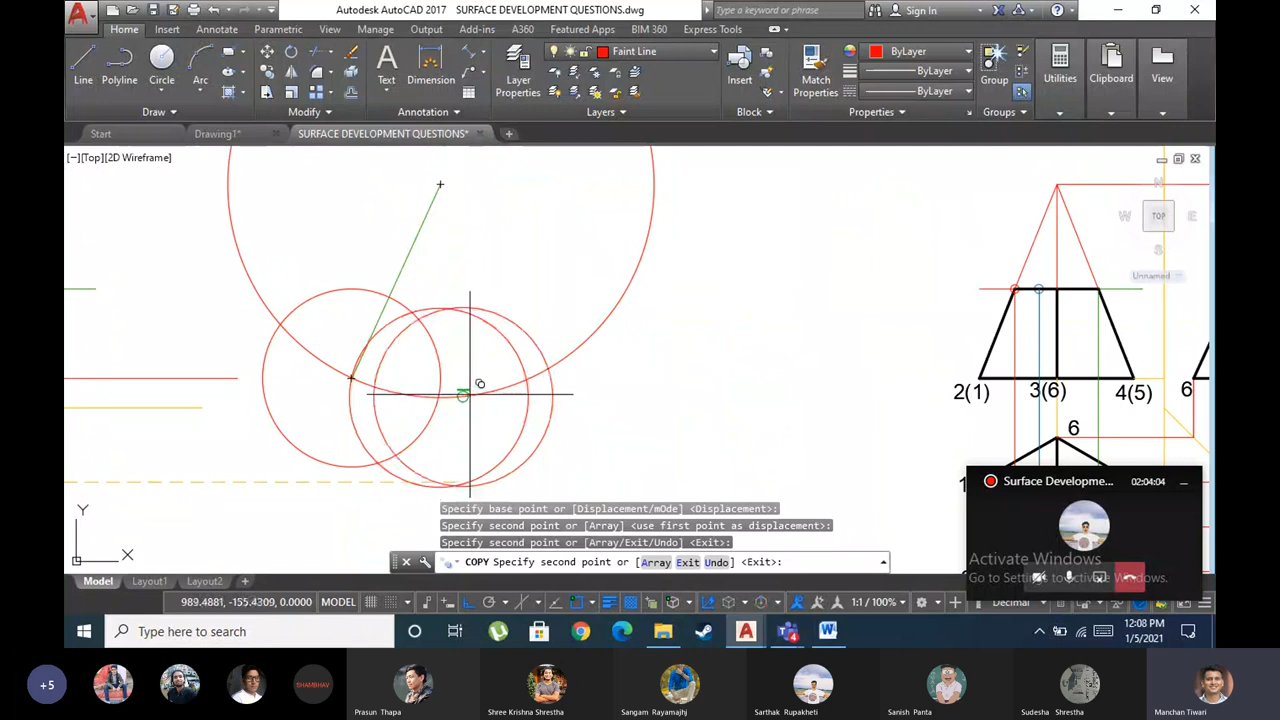 Autodesk AutoCAD 2017 SURFACE DEVELOPMENT QUESTIONS.dwg
Type a keyword or phrase
Sign In
Home Insert Annotate Parametric View Manage Output Add-ins A360 Featured Apps BIM 360 Performance Express Tools
Faint Line
ByLayer
ByLayer
ByLayer
Line Polyline Circle Arc
Text Dimension
Layer Properties
Insert
Match Properties
Group
Utilities
Clipboard
View
Draw Modify Annotation Layers Block Properties Groups
Start Drawing1* SURFACE DEVELOPMENT QUESTIONS*
[−][Top][2D Wireframe]
N
W TOP E
S
Unnamed
2(1) 3(6) 4(5) 6
6
1
Surface Developme... 02:04:04
Activate Windows
Go to Settings to activate Windows.
Y
X
Specify base point or [Displacement/mOde] <Displacement>:
Specify second point or [Array] <use first point as displacement>:
Specify second point or [Array/Exit/Undo] <Exit>:
COPY Specify second point or [Array Exit Undo] <Exit>:
Model Layout1 Layout2 +
989.4881, -155.4309, 0.0000 MODEL 1:1 / 100% Decimal
Type here to search
12:08 PM
1/5/2021
+5
SHAMBHAV
Prasun Thapa
Shree Krishna Shrestha
Sangam Rayamajhi
Sarthak Rupakheti
Sanish Panta
Sudesha Shrestha
Manchan Tiwari